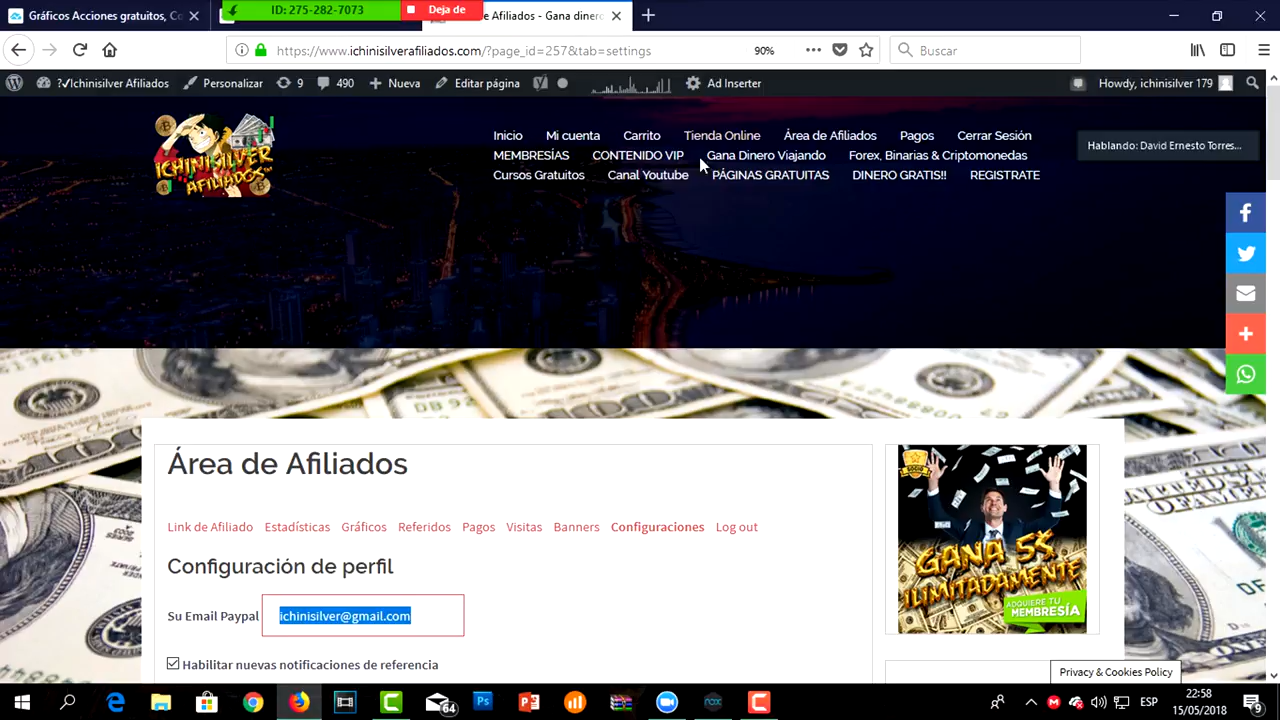 Gráficos Acciones gratuitos, Co
ID: 275-282-7073
Deja de
de Afiliados - Gana dinero
https://www.ichinisilverafiliados.com/?page_id=257&tab=settings
90%
Buscar
?✓Ichinisilver Afiliados
Personalizar
9
490
Nueva
Editar página
Ad Inserter
Howdy, ichinisilver 179
ICHINISILVER
AFILIADOS
Inicio Mi cuenta Carrito Tienda Online Área de Afiliados Pagos Cerrar Sesión
MEMBRESÍAS CONTENIDO VIP Gana Dinero Viajando Forex, Binarias & Criptomonedas
Cursos Gratuitos Canal Youtube PÁGINAS GRATUITAS DINERO GRATIS!! REGISTRATE
Hablando: David Ernesto Torres...
Área de Afiliados
Link de Afiliado Estadísticas Gráficos Referidos Pagos Visitas Banners Configuraciones Log out
Configuración de perfil
Su Email Paypal ichinisilver@gmail.com
Habilitar nuevas notificaciones de referencia
SOCIO
GANA 5%
ILIMITADAMENTE
ADQUIERE TU
MEMBRESÍA
Privacy & Cookies Policy
64
nox
ESP
22:58
15/05/2018
9